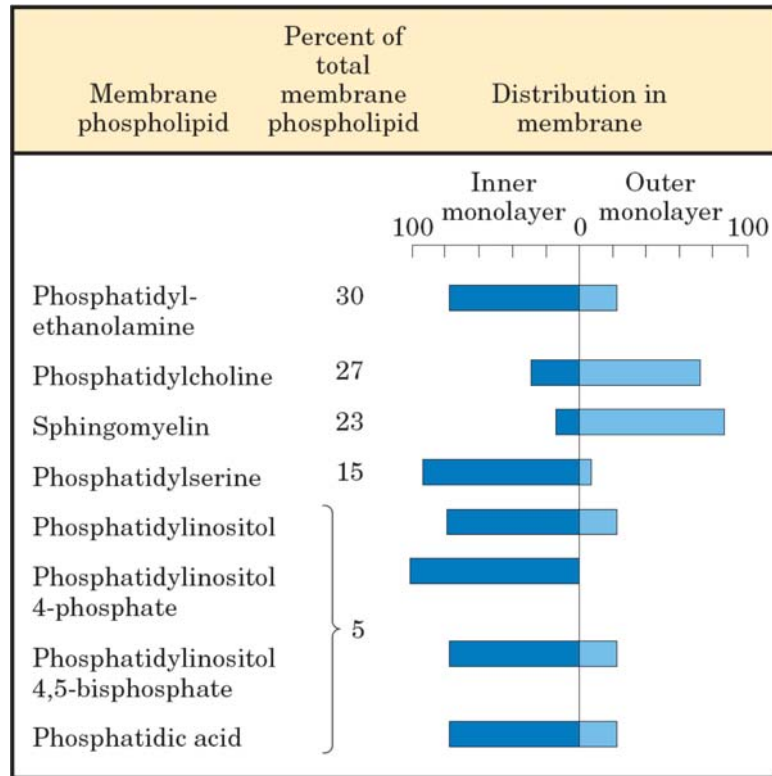 Membrane
phospholipid
Percent of
total
membrane
phospholipid
Distribution in
membrane
Inner
monolayer
Outer
monolayer
100 0 100
Phosphatidyl-
ethanolamine
30
Phosphatidylcholine 27
Sphingomyelin 23
Phosphatidylserine 15
Phosphatidylinositol
Phosphatidylinositol
4-phosphate
5
Phosphatidylinositol
4,5-bisphosphate
Phosphatidic acid